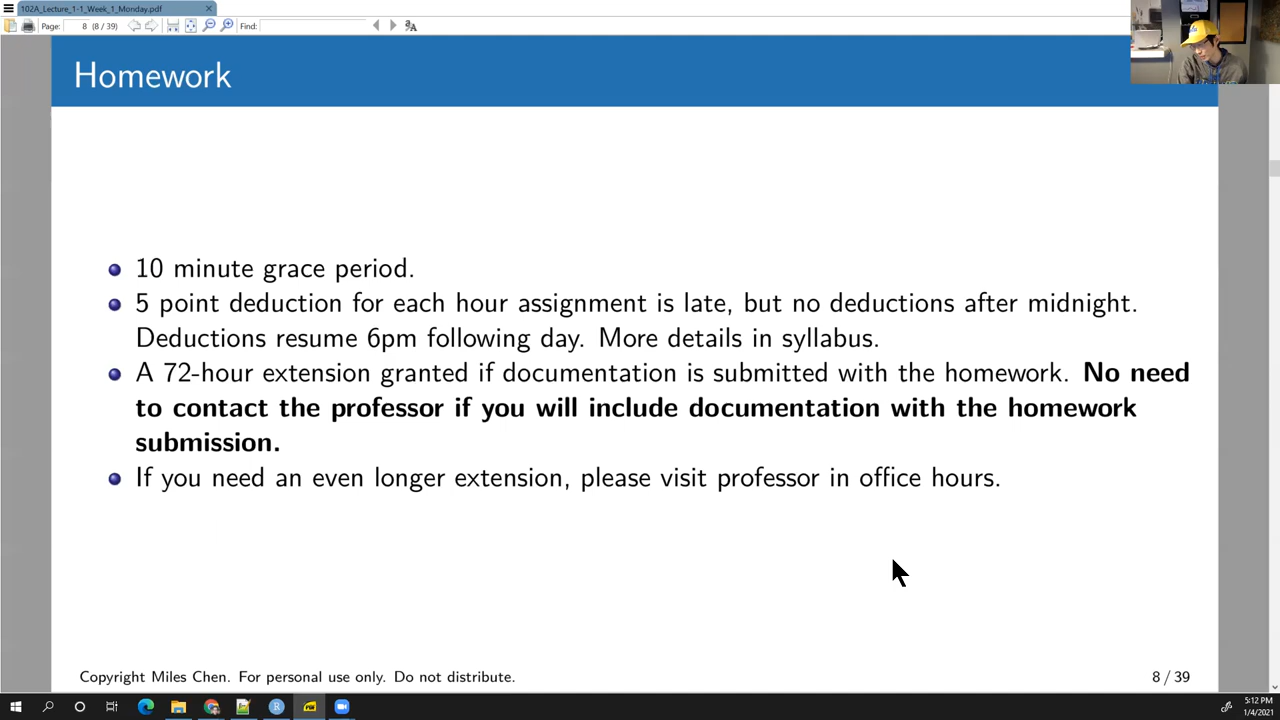 102A_Lecture_1-1_Week_1_Monday.pdf
Page: 8 (8 / 39) Find:
Homework
10 minute grace period.
5 point deduction for each hour assignment is late, but no deductions after midnight.
Deductions resume 6pm following day. More details in syllabus.
A 72-hour extension granted if documentation is submitted with the homework. No need
to contact the professor if you will include documentation with the homework
submission.
If you need an even longer extension, please visit professor in office hours.
Copyright Miles Chen. For personal use only. Do not distribute. 8 / 39
5:12 PM
1/4/2021